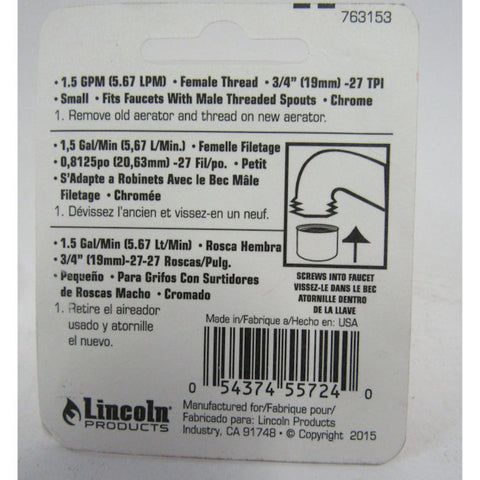 763153
• 1.5 GPM (5.67 LPM) • Female Thread • 3/4" (19mm) -27 TPI
• Small • Fits Faucets With Male Threaded Spouts • Chrome
1. Remove old aerator and thread on new aerator.
• 1,5 Gal/Min (5,67 L/Min.) • Femelle Filetage
• 0,8125po (20,63mm) -27 Fil/po. • Petit
• S'Adapte a Robinets Avec le Bec Mâle
Filetage • Chromée
1. Dévissez l'ancien et vissez-en un neuf.
• 1.5 Gal/Min (5.67 Lt/Min) • Rosca Hembra
• 3/4" (19mm)-27-27 Roscas/Pulg.
• Pequeño • Para Grifos Con Surtidores
de Roscas Macho • Cromado
1. Retire el aireador
usado y atornille
el nuevo.
SCREWS INTO FAUCET
VISSEZ-LE DANS LE BEC
ATORNILLE DENTRO
DE LA LLAVE
Made in/Fabrique a/Hecho en: USA
0 54374 55724 0
Lincoln
PRODUCTS
Manufactured for/Fabrique pour/
Fabricado para: Lincoln Products
Industry, CA 91748 • © Copyright 2015